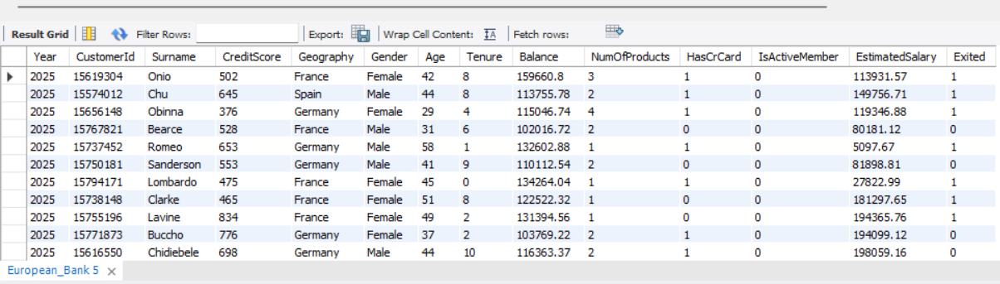 Result Grid Filter Rows: Export: Wrap Cell Content: IA Fetch rows:
Year CustomerId Surname CreditScore Geography Gender Age Tenure Balance NumOfProducts HasCrCard IsActiveMember EstimatedSalary Exited
2025 15619304 Onio 502 France Female 42 8 159660.8 3 1 0 113931.57 1
2025 15574012 Chu 645 Spain Male 44 8 113755.78 2 1 0 149756.71 1
2025 15656148 Obinna 376 Germany Female 29 4 115046.74 4 1 0 119346.88 1
2025 15767821 Bearce 528 France Male 31 6 102016.72 2 0 0 80181.12 0
2025 15737452 Romeo 653 Germany Male 58 1 132602.88 1 1 0 5097.67 1
2025 15750181 Sanderson 553 Germany Male 41 9 110112.54 2 0 0 81898.81 0
2025 15794171 Lombardo 475 France Female 45 0 134264.04 1 1 0 27822.99 1
2025 15738148 Clarke 465 France Female 51 8 122522.32 1 0 0 181297.65 1
2025 15755196 Lavine 834 France Female 49 2 131394.56 1 0 0 194365.76 1
2025 15771873 Buccho 776 Germany Female 37 2 103769.22 2 1 0 194099.12 0
2025 15616550 Chidiebele 698 Germany Male 44 10 116363.37 2 1 0 198059.16 0
European_Bank 5